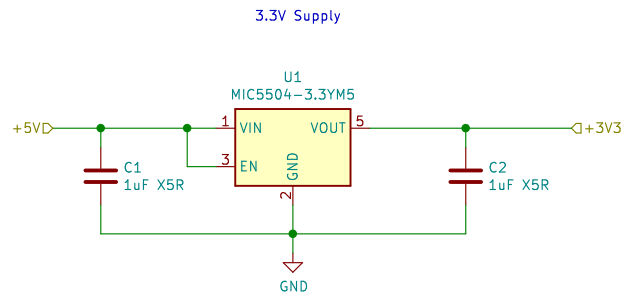 3.3V Supply
U1
MIC5504-3.3YM5
+5V
1
VIN
VOUT
5
+3V3
3
EN
GND
2
C1
1uF X5R
C2
1uF X5R
GND